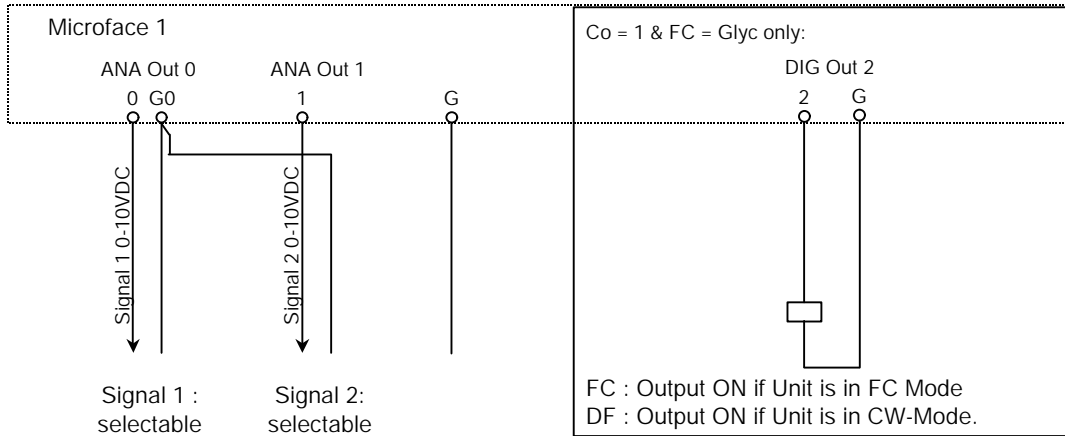 Microface 1
ANA Out 0
ANA Out 1
0 G0
1
G
Signal 1 0-10VDC
Signal 2 0-10VDC
Signal 1 :
selectable
Signal 2:
selectable
Co = 1 & FC = Glyc only:
DIG Out 2
2
G
FC : Output ON if Unit is in FC Mode
DF : Output ON if Unit is in CW-Mode.